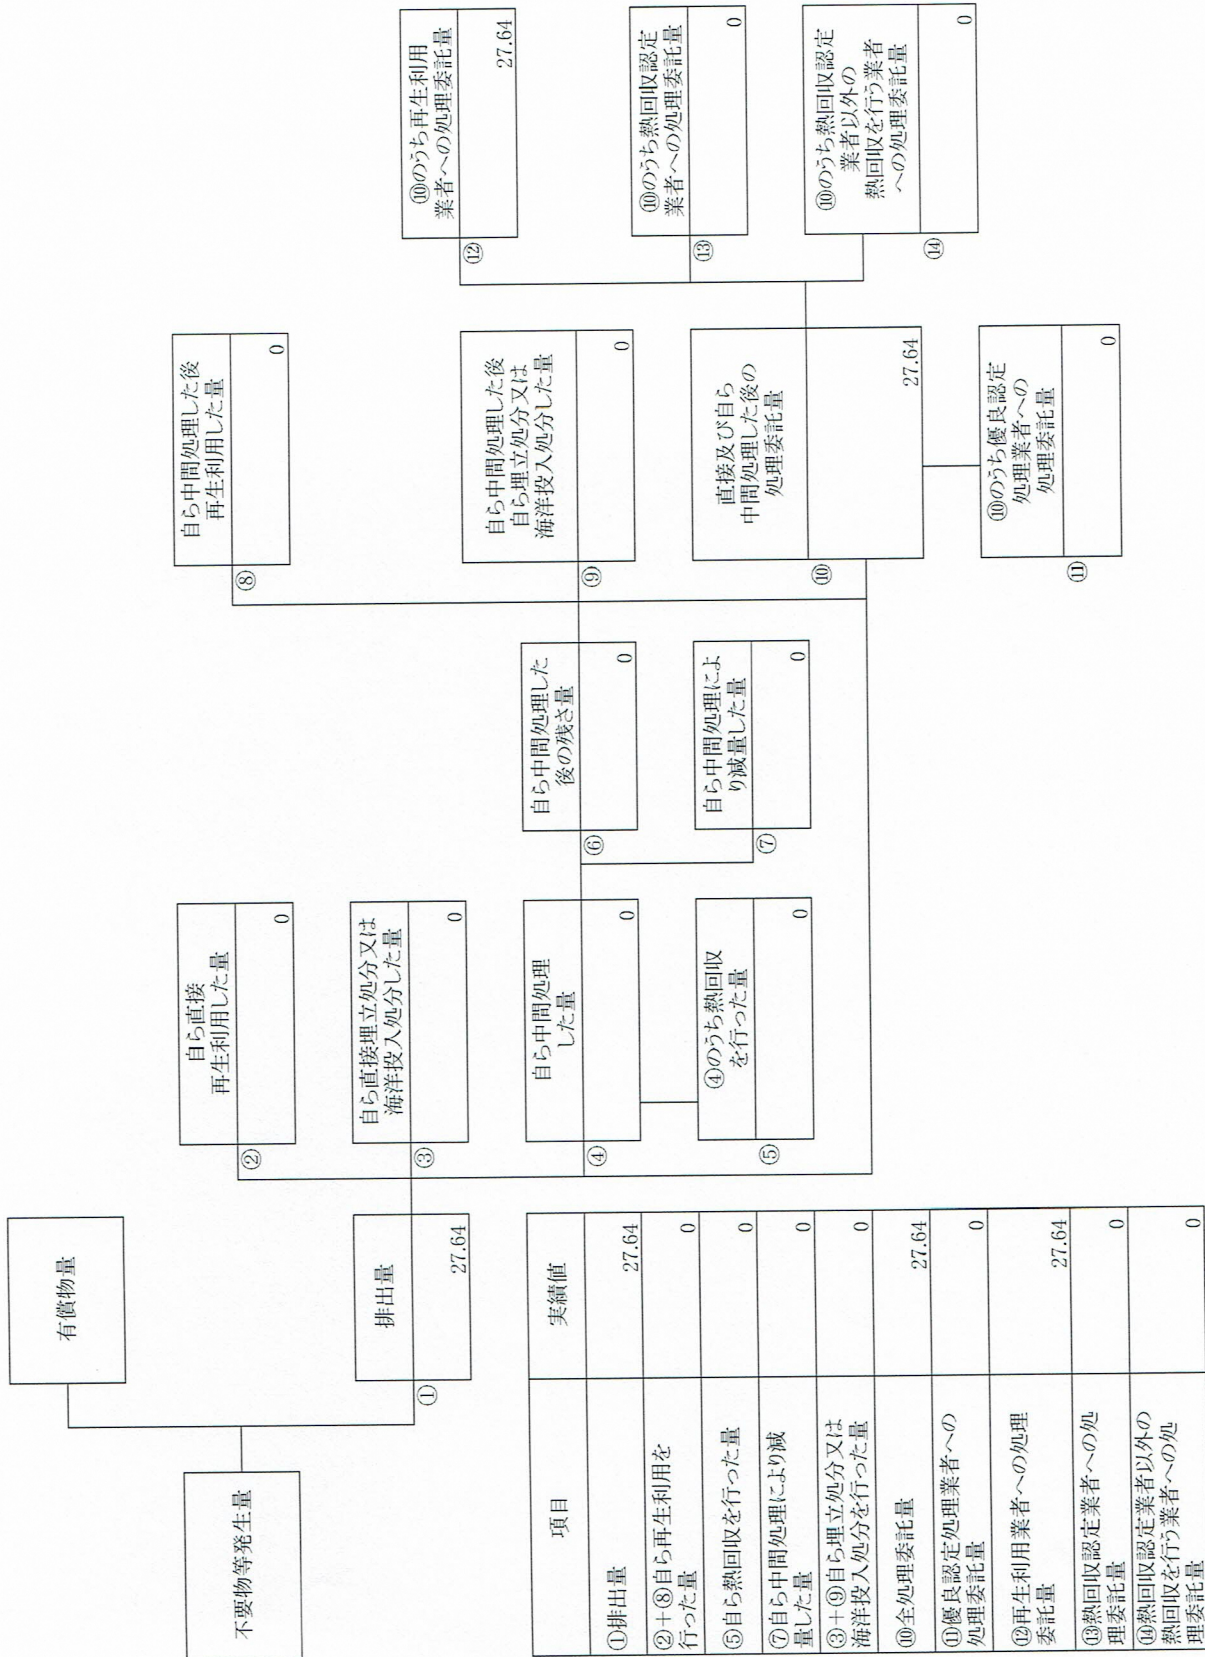 不要物等発生量
有償物量
①
排出量
27.64
②
自ら直接
再生利用した量
0
③
自ら直接埋立処分又は
海洋投入処分した量
0
④
自ら中間処理
した量
0
⑤
④のうち熱回収
を行った量
0
⑥
自ら中間処理した
後の残さ量
0
⑦
自ら中間処理によ
り減量した量
0
⑧
自ら中間処理した後
再生利用した量
0
⑨
自ら中間処理した後
自ら埋立処分又は
海洋投入処分した量
0
⑩
直接及び自ら
中間処理した後の
処理委託量
27.64
⑪
⑩のうち優良認定
処理業者への
処理委託量
0
⑫
⑩のうち再生利用
業者への処理委託量
27.64
⑬
⑩のうち熱回収認定
業者への処理委託量
0
⑭
⑩のうち熱回収認定
業者以外の
熱回収を行う業者
への処理委託量
0
項目 実績値
①排出量 27.64
②+⑧自ら再生利用を
行った量 0
⑤自ら熱回収を行った量 0
⑦自ら中間処理により減
量した量 0
③+⑨自ら埋立処分又は
海洋投入処分を行った量 0
⑩全処理委託量 27.64
⑪優良認定処理業者への
処理委託量 0
⑫再生利用業者への処理
委託量 27.64
⑬熱回収認定業者への処
理委託量 0
⑭熱回収認定業者以外の
熱回収を行う業者への処
理委託量 0